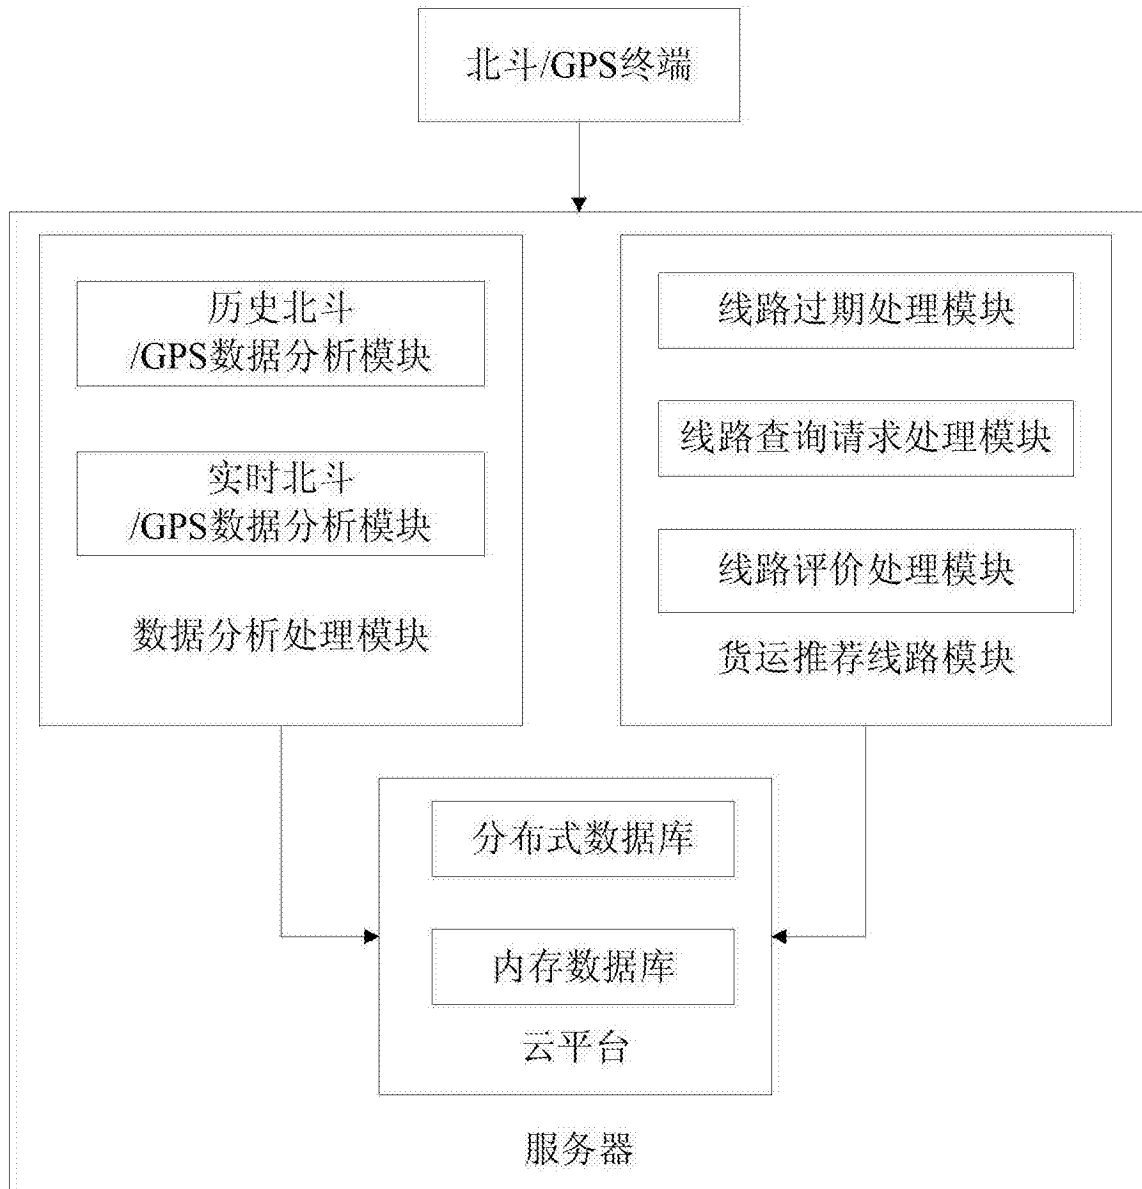 北斗/GPS终端
历史北斗
/GPS数据分析模块
实时北斗
/GPS数据分析模块
数据分析处理模块
线路过期处理模块
线路查询请求处理模块
线路评价处理模块
货运推荐线路模块
分布式数据库
内存数据库
云平台
服务器